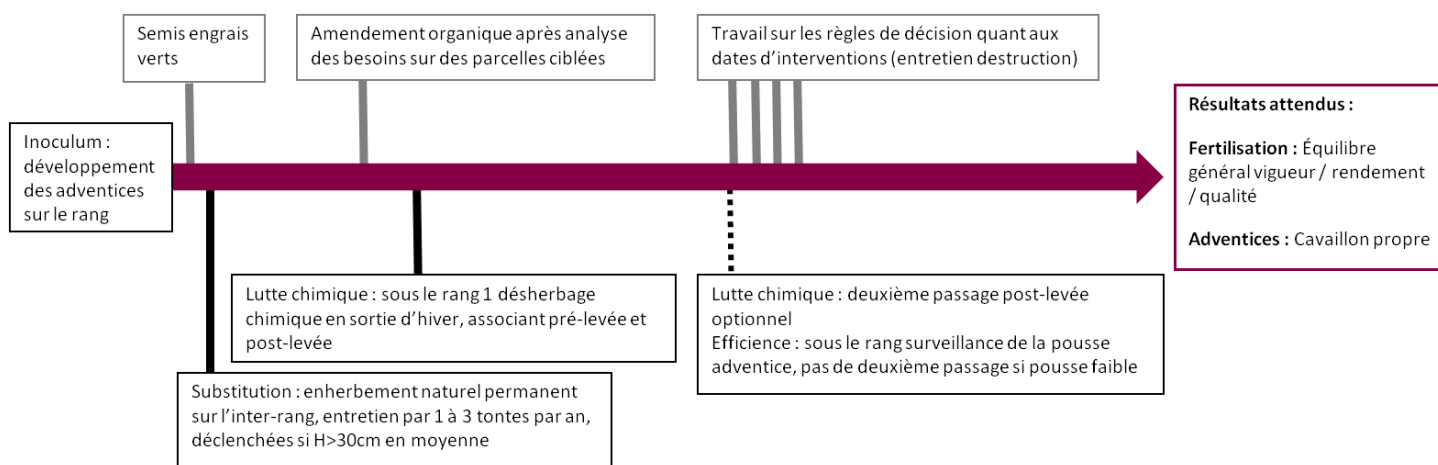 Semis engrais
verts
Amendement organique après analyse
des besoins sur des parcelles ciblées
Travail sur les règles de décision quant aux
dates d’interventions (entretien destruction)
Inoculum :
développement
des adventices
sur le rang
Résultats attendus :
Fertilisation : Équilibre
général vigueur / rendement
/ qualité
Adventices : Cavaillon propre
Lutte chimique : sous le rang 1 désherbage
chimique en sortie d’hiver, associant pré-levée et
post-levée
Lutte chimique : deuxième passage post-levée
optionnel
Efficience : sous le rang surveillance de la pousse
adventice, pas de deuxième passage si pousse faible
Substitution : enherbement naturel permanent
sur l’inter-rang, entretien par 1 à 3 tontes par an,
déclenchées si H>30cm en moyenne